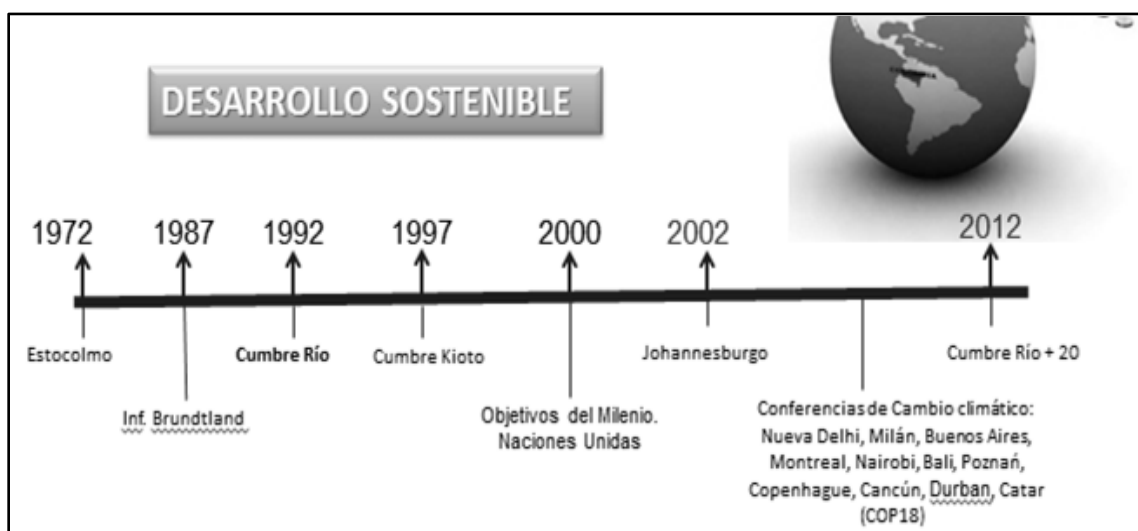 DESARROLLO SOSTENIBLE
1972
1987
1992
1997
2000
2002
2012
Estocolmo
Cumbre Río
Cumbre Kioto
Johannesburgo
Cumbre Río + 20
Inf. Brundtland
Objetivos del Milenio.
Naciones Unidas
Conferencias de Cambio climático:
Nueva Delhi, Milán, Buenos Aires,
Montreal, Nairobi, Bali, Poznań,
Copenhague, Cancún, Durban, Catar
(COP18)